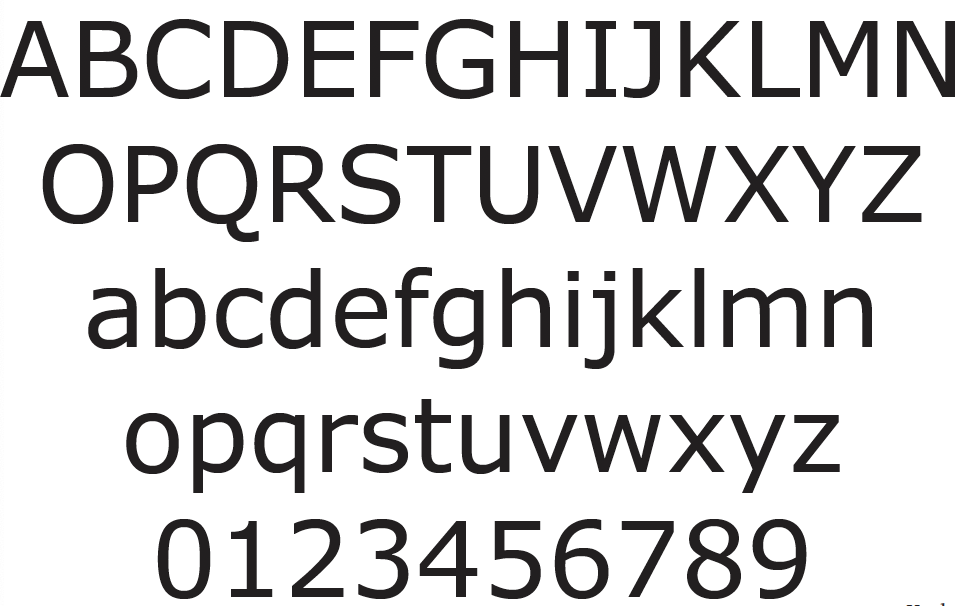 ABCDEFGHIJKLMN
OPQRSTUVWXYZ
abcdefghijklmn
opqrstuvwxyz
0123456789